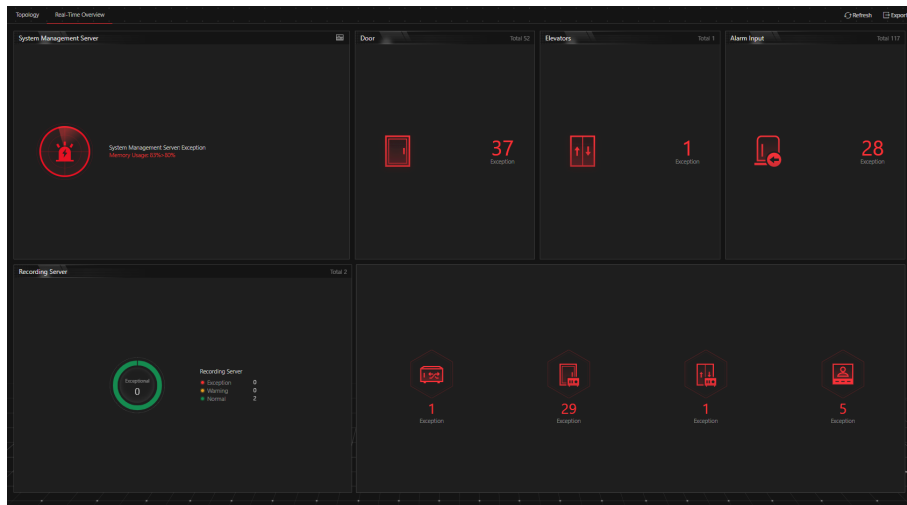 Topology Real-Time Overview Refresh Export
System Management Server
System Management Server: Exception
Memory Usage: 83%>80%
Door Total 52
37
Exception
Elevators Total 1
1
Exception
Alarm Input Total 117
28
Exception
Recording Server Total 2
Exceptional
0
Recording Server
Exception 0
Warning 0
Normal 2
1
Exception
29
Exception
1
Exception
5
Exception